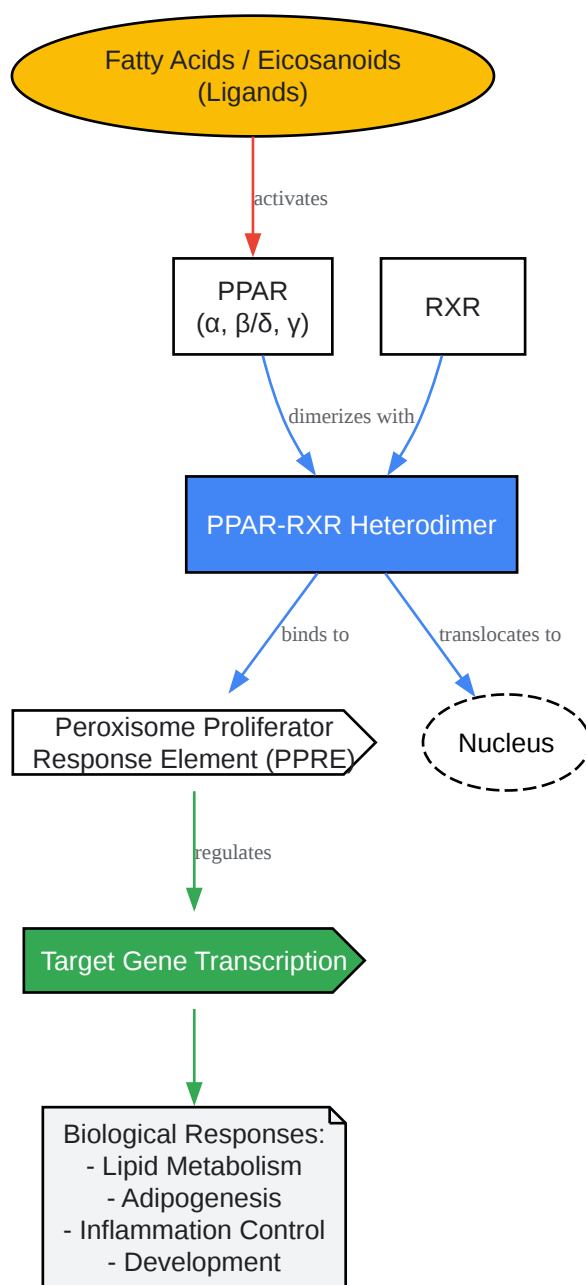 Fatty Acids / Eicosanoids
(Ligands)
activates
PPAR
(α, β/δ, γ)
RXR
dimerizes with
PPAR-RXR Heterodimer
binds to
translocates to
Peroxisome Proliferator
Response Element (PPRE)
Nucleus
regulates
Target Gene Transcription
Biological Responses:
- Lipid Metabolism
- Adipogenesis
- Inflammation Control
- Development